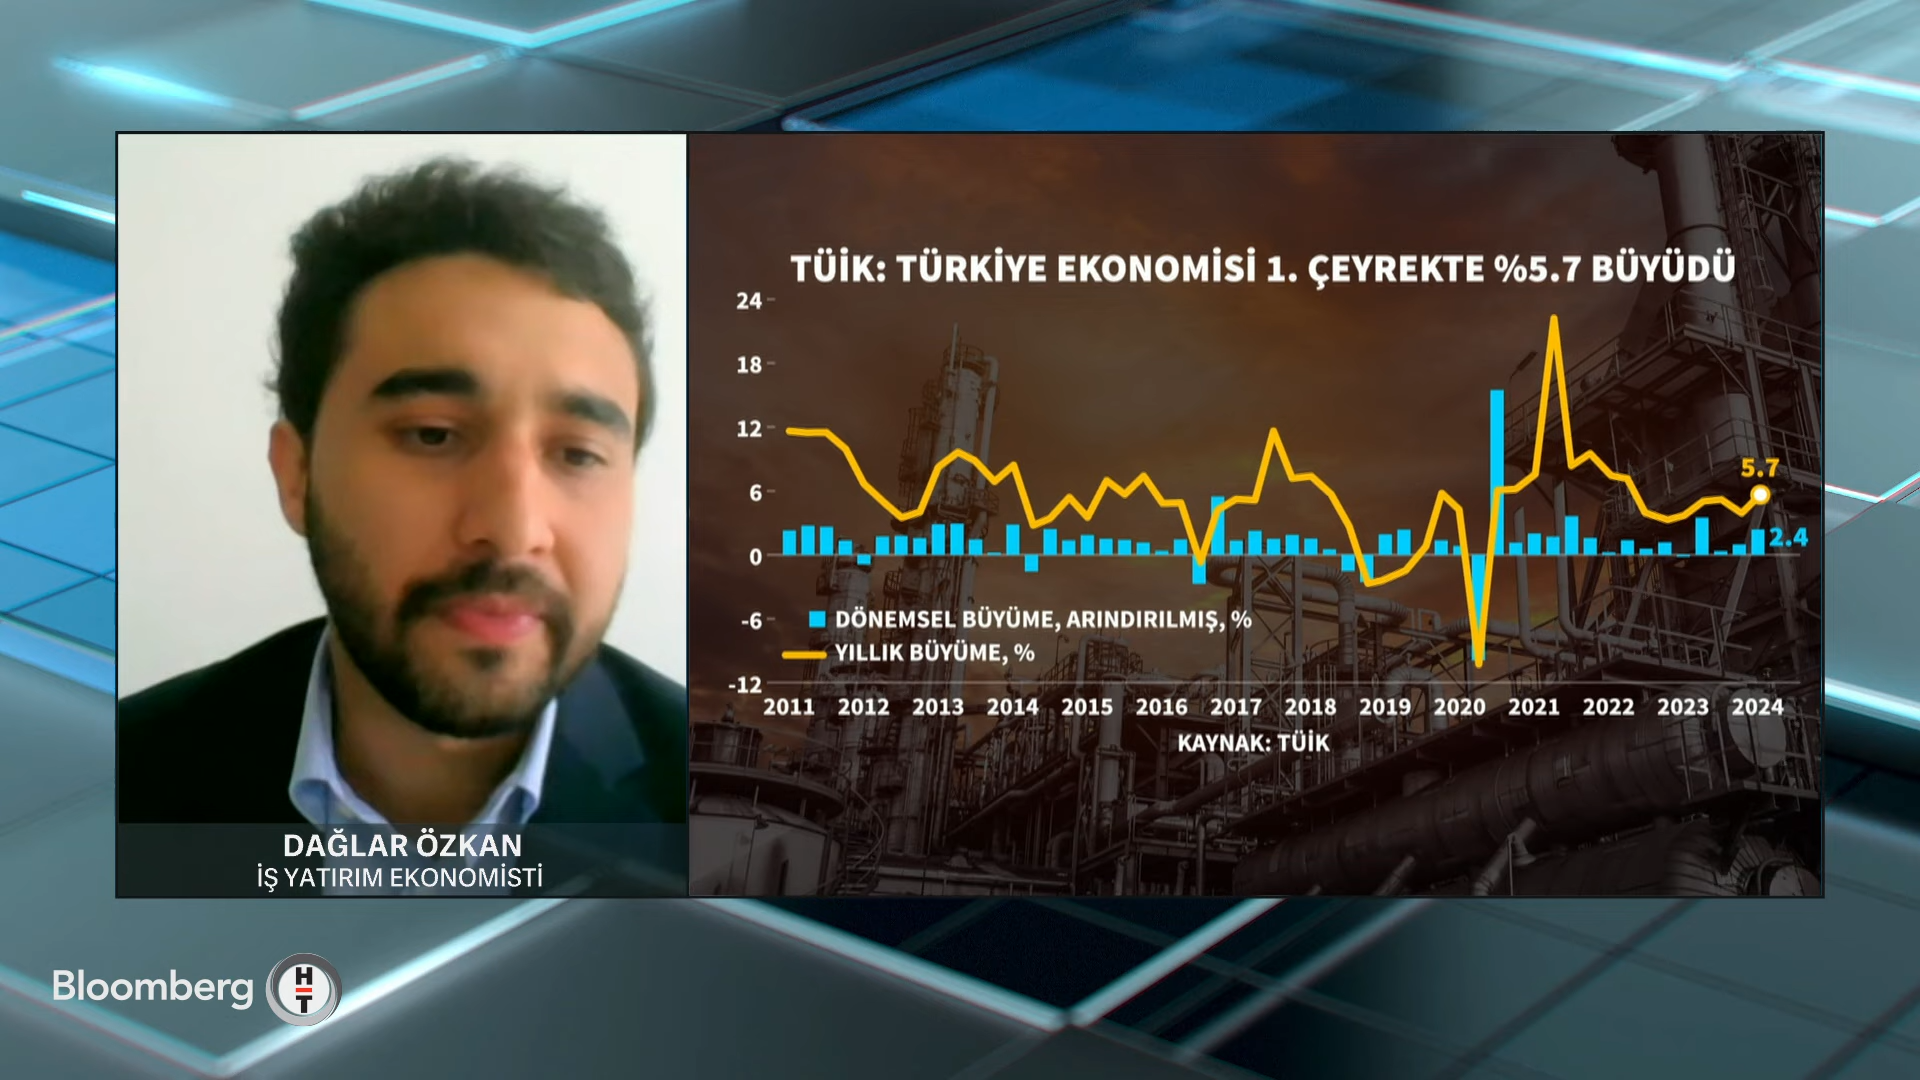 TÜİK: TÜRKİYE EKONOMİSİ 1. ÇEYREKTE %5.7 BÜYÜDÜ
24
18
12
6
0
-6
-12
5.7
2.4
DÖNEMSEL BÜYÜME, ARINDIRILMIŞ, %
YILLIK BÜYÜME, %
2011 2012 2013 2014 2015 2016 2017 2018 2019 2020 2021 2022 2023 2024
KAYNAK: TÜİK
DAĞLAR ÖZKAN
İŞ YATIRIM EKONOMİSTİ
Bloomberg HT